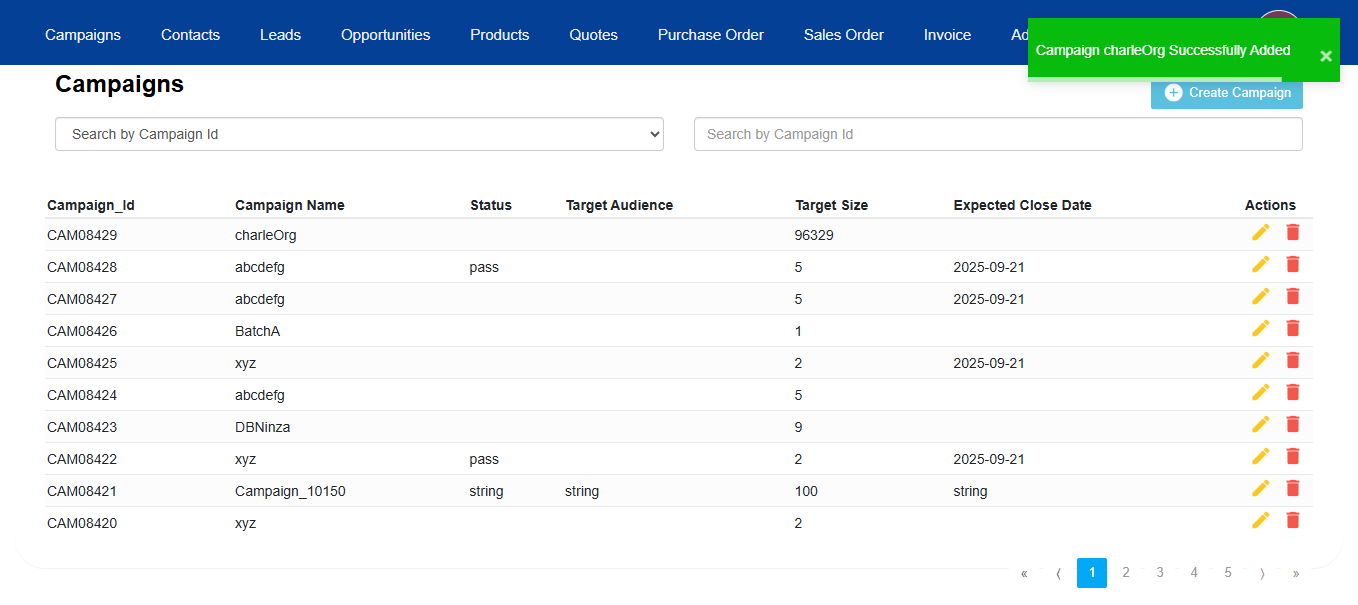 Campaigns Contacts Leads Opportunities Products Quotes Purchase Order Sales Order Invoice Ad
Campaign charleOrg Successfully Added ×
Campaigns
Create Campaign
Search by Campaign Id Search by Campaign Id
Campaign_Id Campaign Name Status Target Audience Target Size Expected Close Date Actions
CAM08429 charleOrg 96329
CAM08428 abcdefg pass 5 2025-09-21
CAM08427 abcdefg 5 2025-09-21
CAM08426 BatchA 1
CAM08425 xyz 2 2025-09-21
CAM08424 abcdefg 5
CAM08423 DBNinza 9
CAM08422 xyz pass 2 2025-09-21
CAM08421 Campaign_10150 string string 100 string
CAM08420 xyz 2
« ⟨ 1 2 3 4 5 ⟩ »